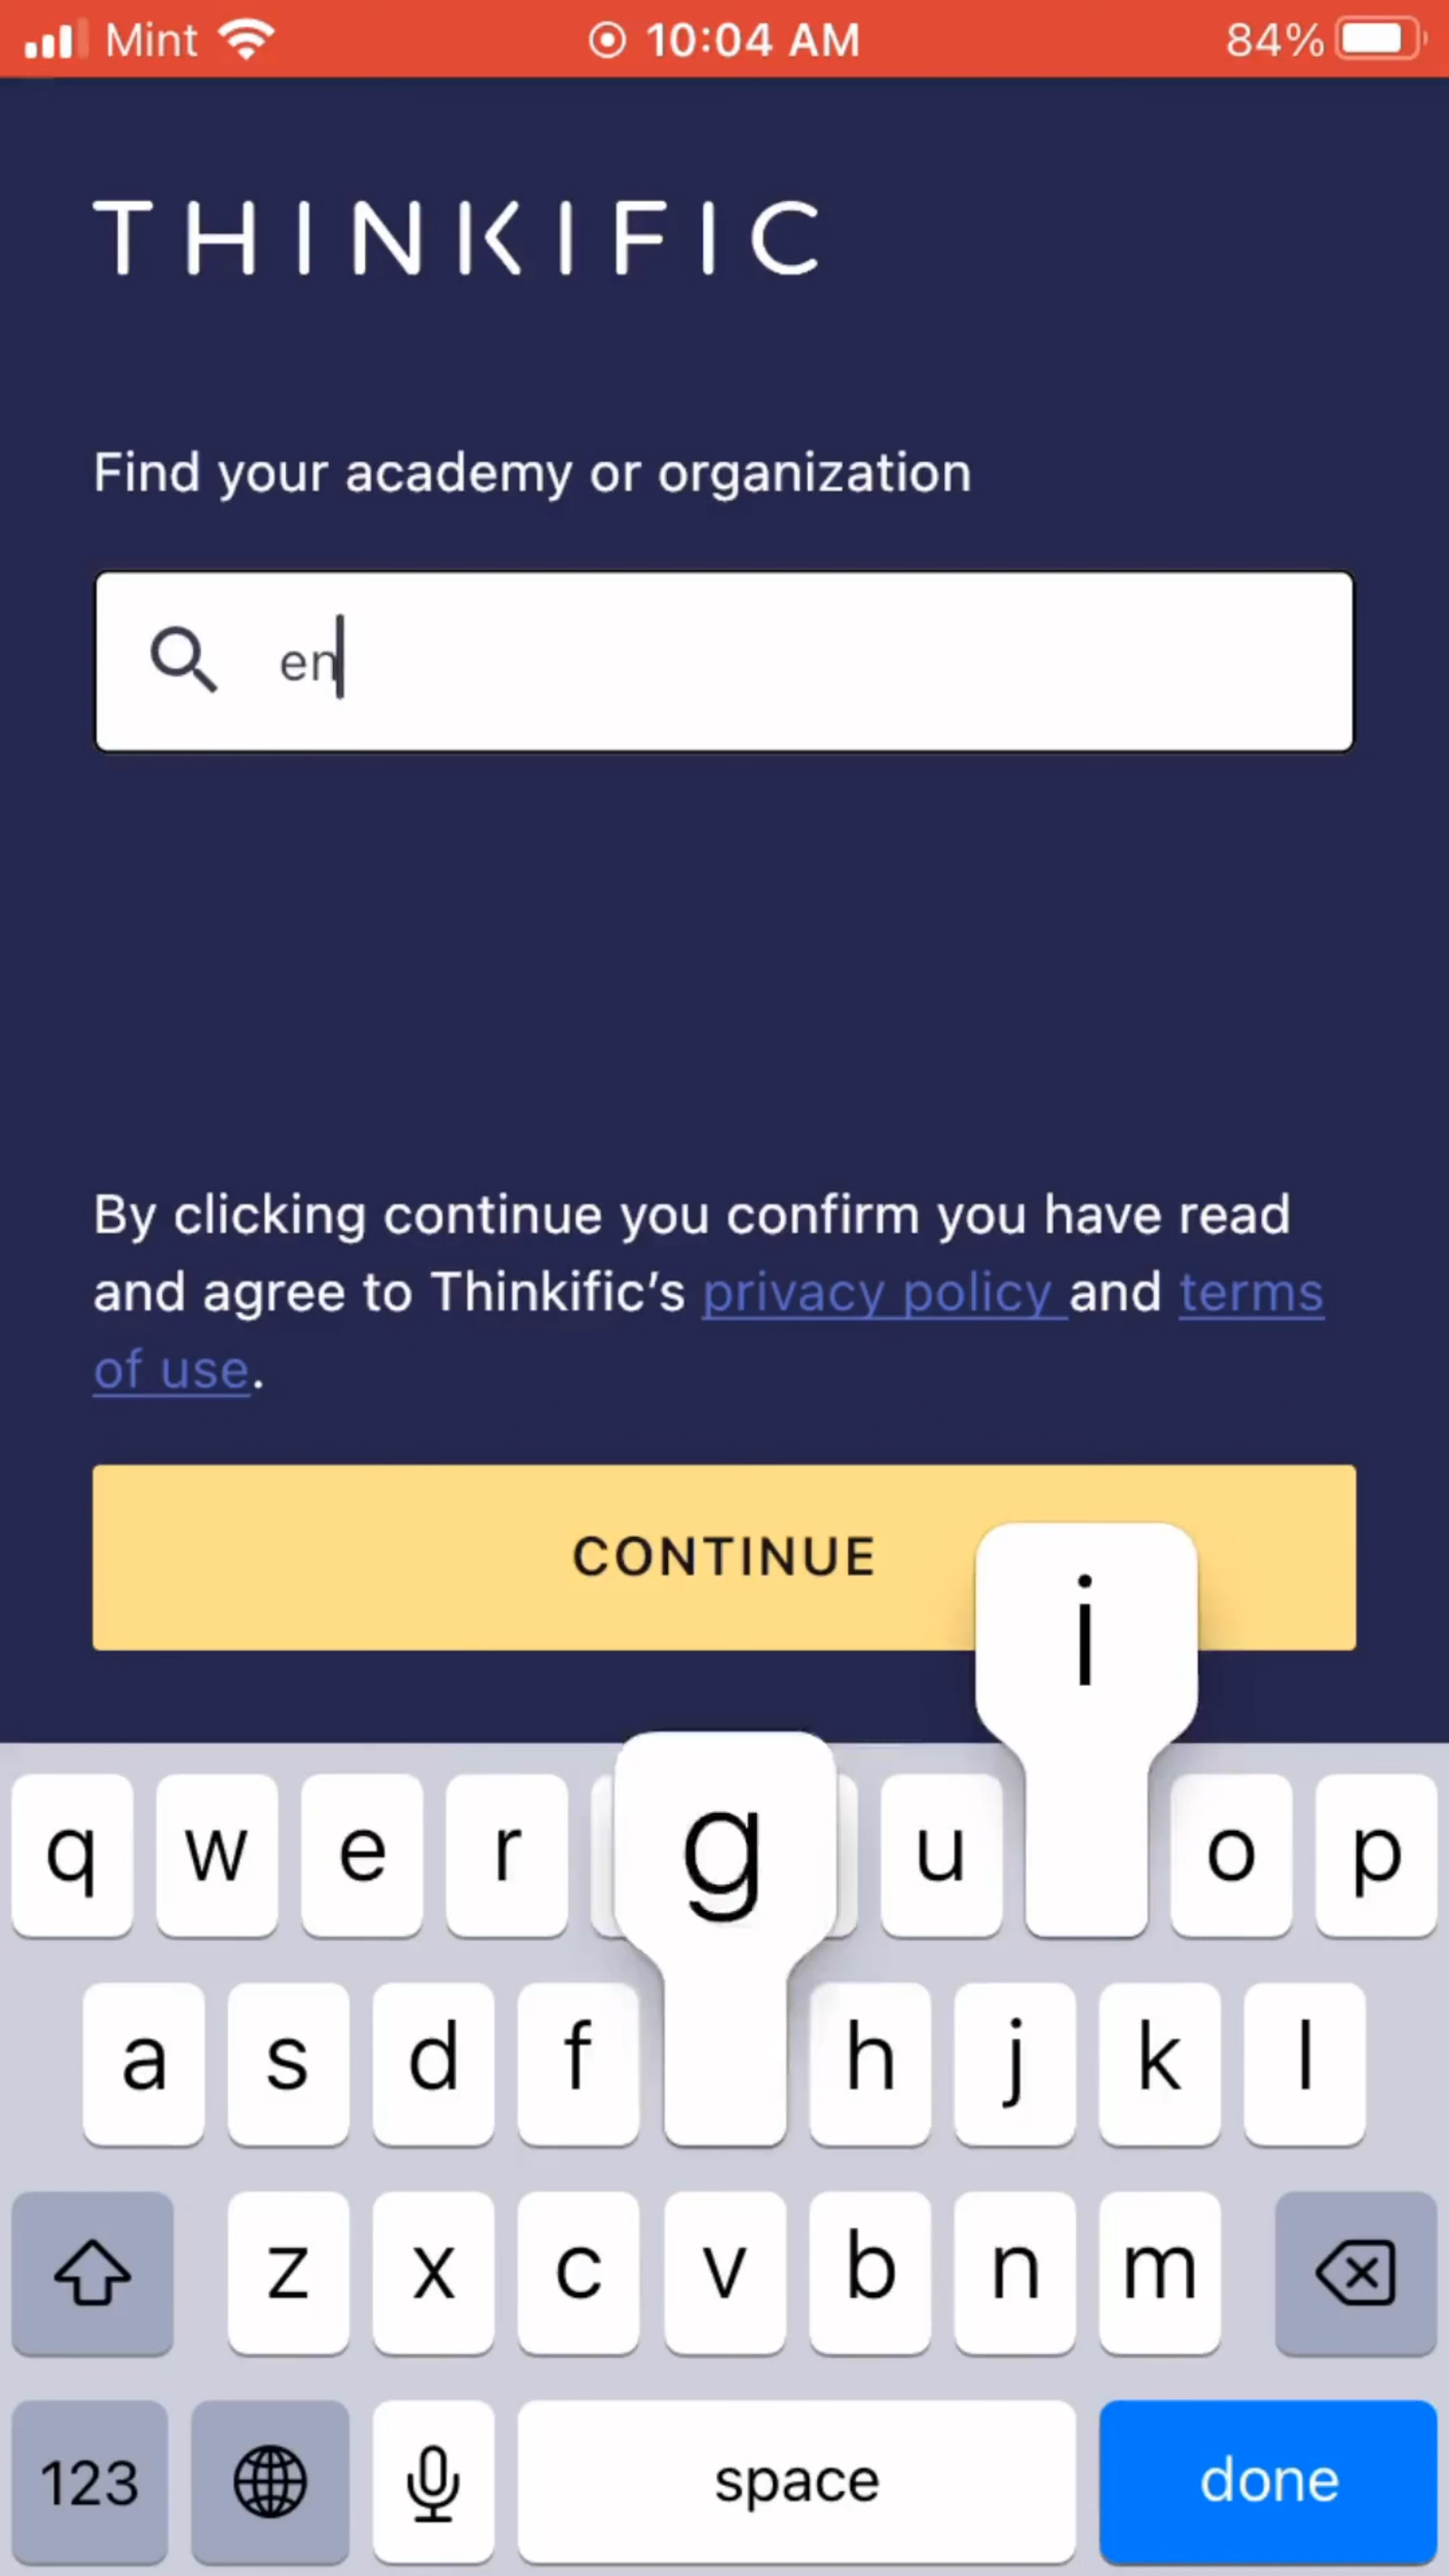 Mint 10:04 AM 84%
THINKIFIC
Find your academy or organization
en
By clicking continue you confirm you have read
and agree to Thinkific's privacy policy and terms
of use.
CONTINUE
i
g
q w e r u o p
a s d f h j k l
z x c v b n m
123 space done